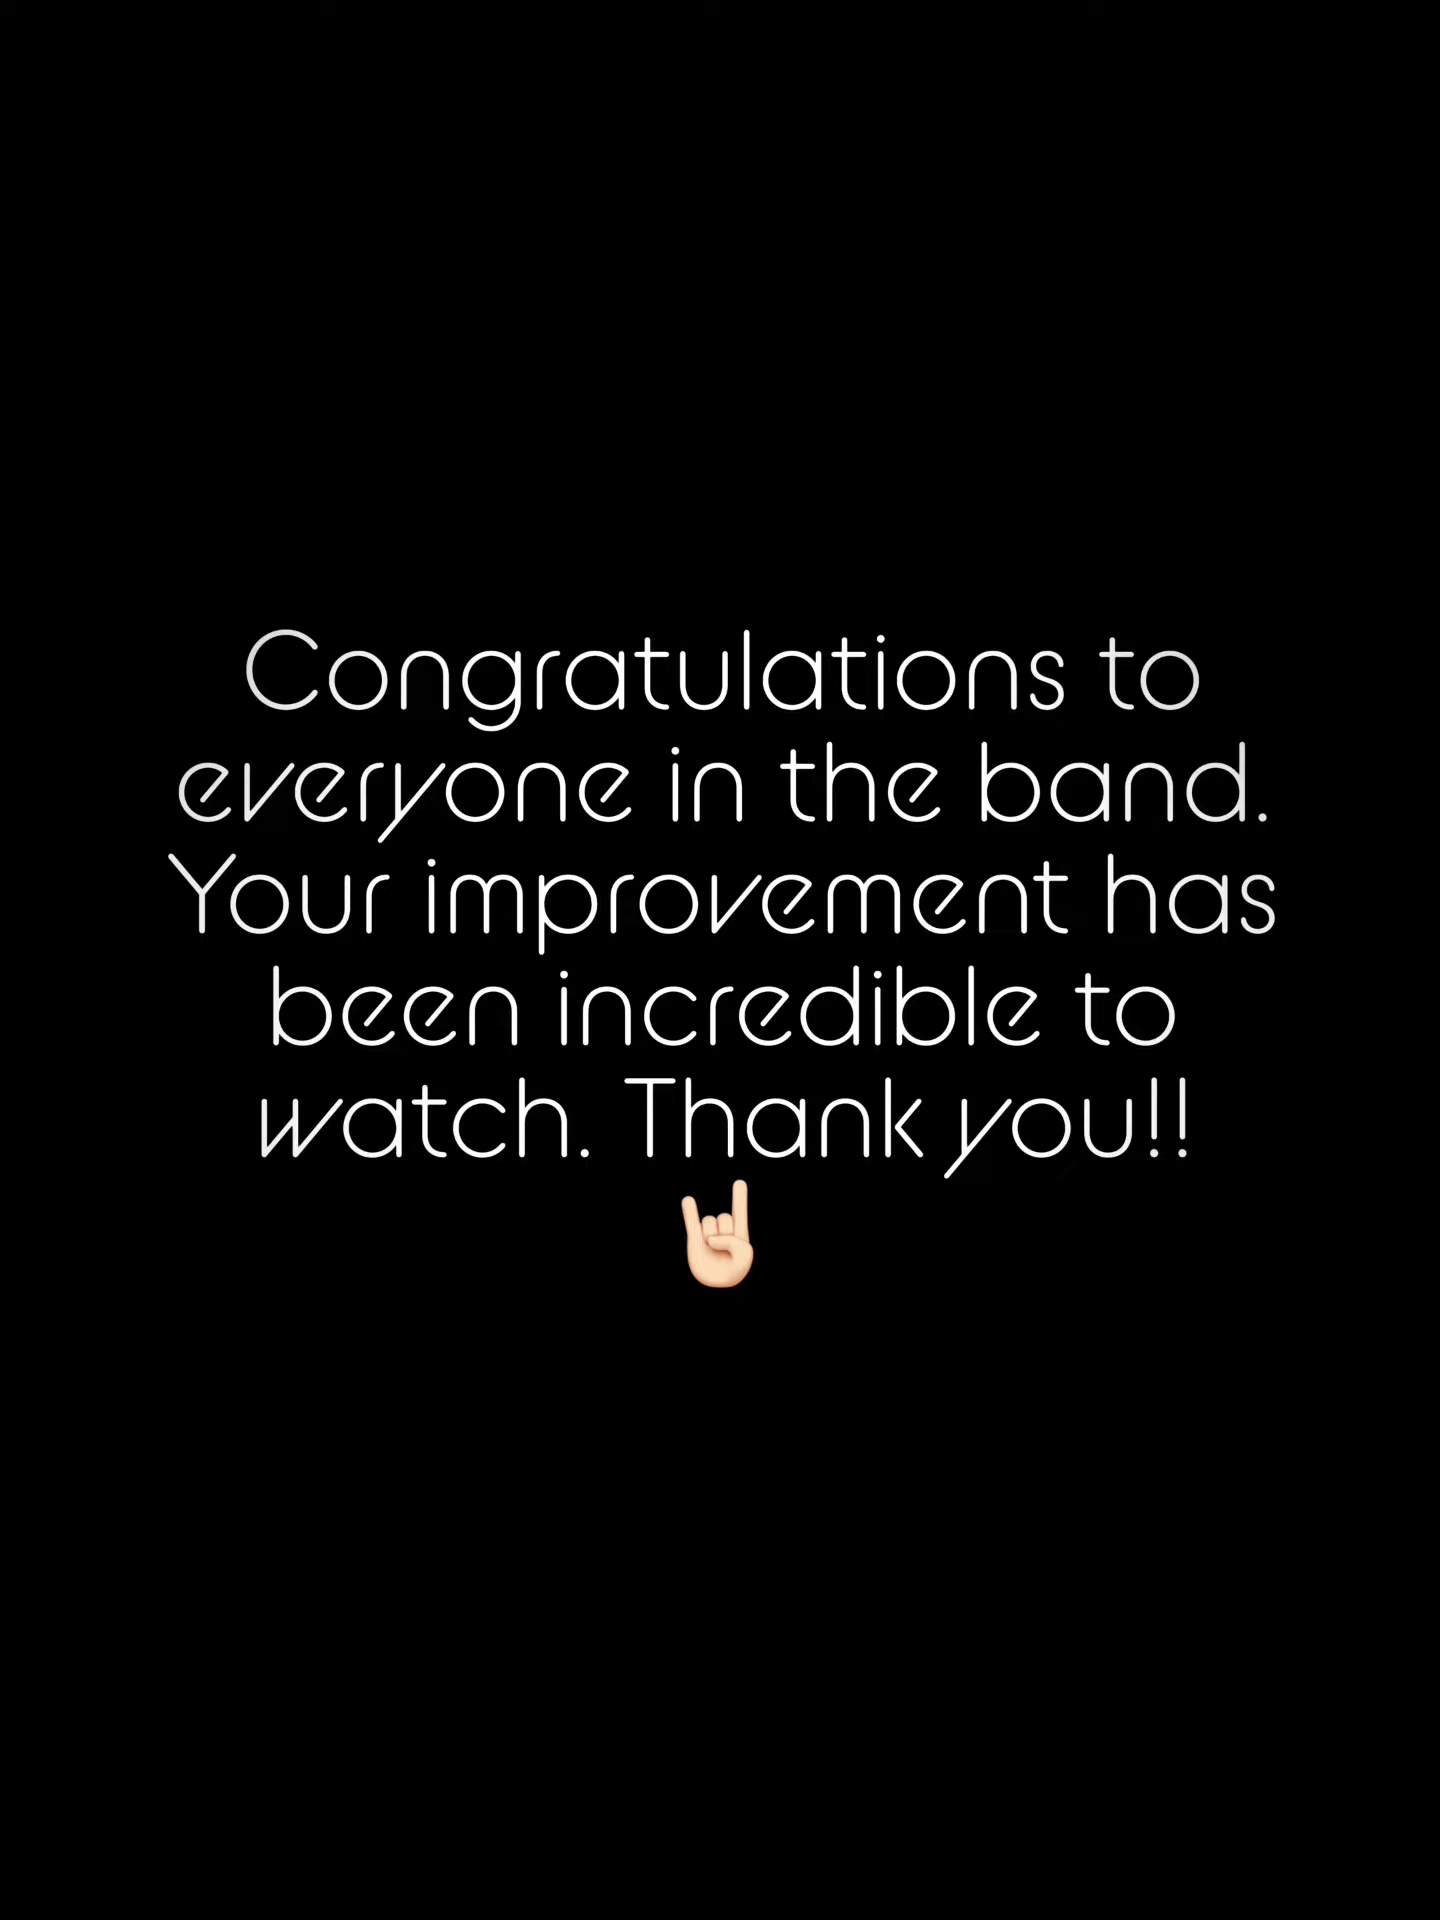 Congratulations to
everyone in the band.
Your improvement has
been incredible to
watch. Thank you!!
🤘🏻